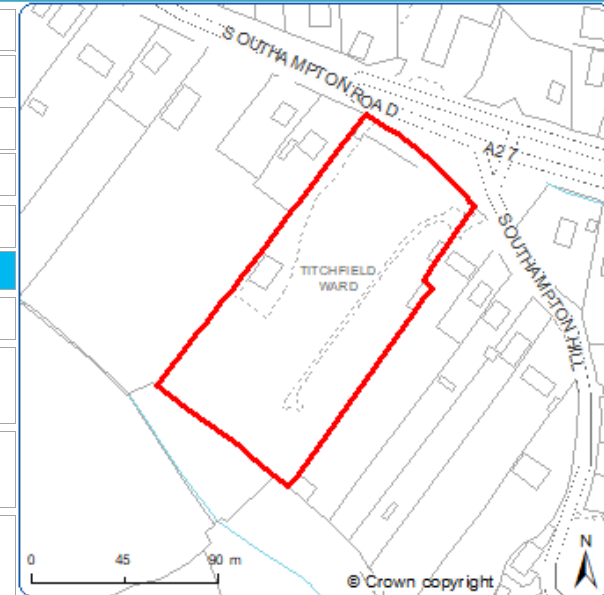 SOUTHAMPTON ROAD
A27
SOUTHAMPTON HILL
TITCHFIELD
WARD
N
0 45 90 m
© Crown copyright